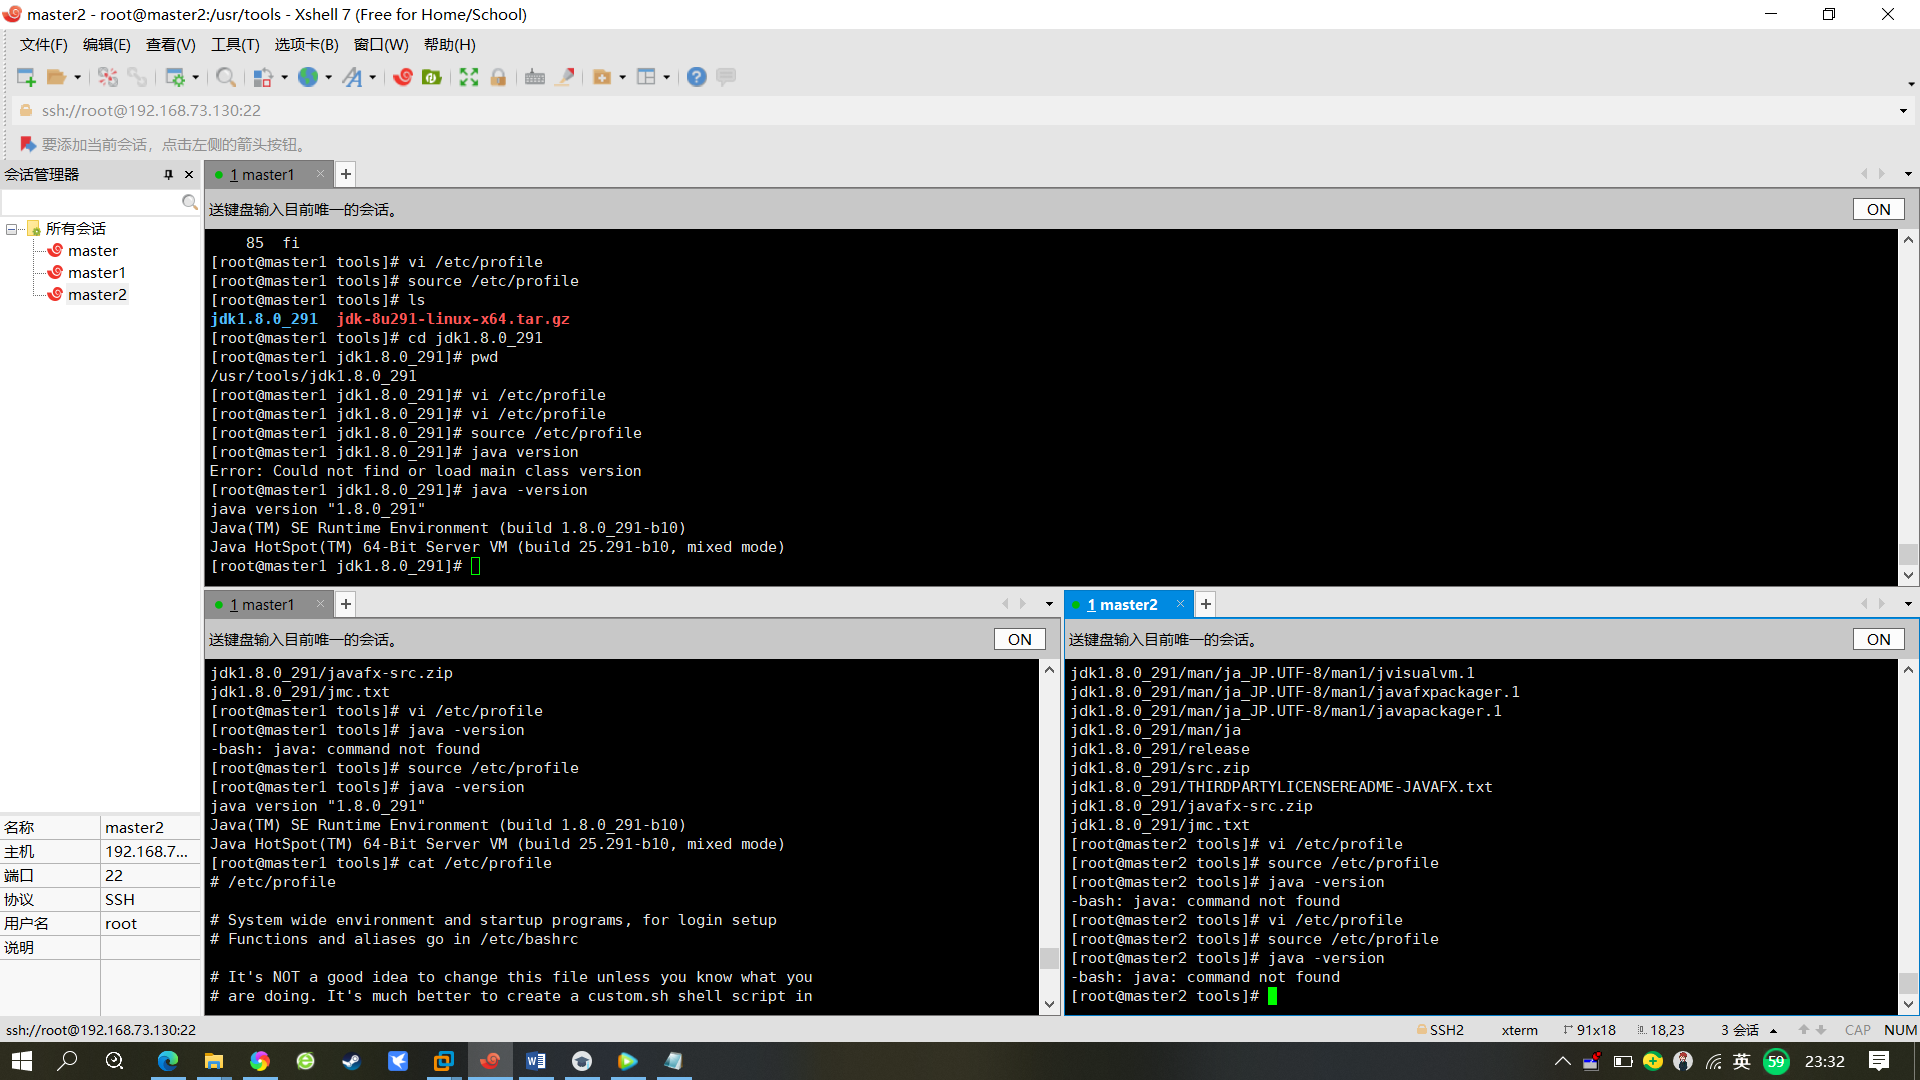 master2 - root@master2:/usr/tools - Xshell 7 (Free for Home/School)
文件(F) 编辑(E) 查看(V) 工具(T) 选项卡(B) 窗口(W) 帮助(H)
ssh://root@192.168.73.130:22
要添加当前会话，点击左侧的箭头按钮。
会话管理器
所有会话
master
master1
master2
名称 master2
主机 192.168.7...
端口 22
协议 SSH
用户名 root
说明
1 master1
送键盘输入目前唯一的会话。 ON
85 fi
[root@master1 tools]# vi /etc/profile
[root@master1 tools]# source /etc/profile
[root@master1 tools]# ls
jdk1.8.0_291 jdk-8u291-linux-x64.tar.gz
[root@master1 tools]# cd jdk1.8.0_291
[root@master1 jdk1.8.0_291]# pwd
/usr/tools/jdk1.8.0_291
[root@master1 jdk1.8.0_291]# vi /etc/profile
[root@master1 jdk1.8.0_291]# vi /etc/profile
[root@master1 jdk1.8.0_291]# source /etc/profile
[root@master1 jdk1.8.0_291]# java version
Error: Could not find or load main class version
[root@master1 jdk1.8.0_291]# java -version
java version "1.8.0_291"
Java(TM) SE Runtime Environment (build 1.8.0_291-b10)
Java HotSpot(TM) 64-Bit Server VM (build 25.291-b10, mixed mode)
[root@master1 jdk1.8.0_291]#
1 master1
送键盘输入目前唯一的会话。 ON
jdk1.8.0_291/javafx-src.zip
jdk1.8.0_291/jmc.txt
[root@master1 tools]# vi /etc/profile
[root@master1 tools]# java -version
-bash: java: command not found
[root@master1 tools]# source /etc/profile
[root@master1 tools]# java -version
java version "1.8.0_291"
Java(TM) SE Runtime Environment (build 1.8.0_291-b10)
Java HotSpot(TM) 64-Bit Server VM (build 25.291-b10, mixed mode)
[root@master1 tools]# cat /etc/profile
# /etc/profile
# System wide environment and startup programs, for login setup
# Functions and aliases go in /etc/bashrc
# It's NOT a good idea to change this file unless you know what you
# are doing. It's much better to create a custom.sh shell script in
1 master2
送键盘输入目前唯一的会话。 ON
jdk1.8.0_291/man/ja_JP.UTF-8/man1/jvisualvm.1
jdk1.8.0_291/man/ja_JP.UTF-8/man1/javafxpackager.1
jdk1.8.0_291/man/ja_JP.UTF-8/man1/javapackager.1
jdk1.8.0_291/man/ja
jdk1.8.0_291/release
jdk1.8.0_291/src.zip
jdk1.8.0_291/THIRDPARTYLICENSEREADME-JAVAFX.txt
jdk1.8.0_291/javafx-src.zip
jdk1.8.0_291/jmc.txt
[root@master2 tools]# vi /etc/profile
[root@master2 tools]# source /etc/profile
[root@master2 tools]# java -version
-bash: java: command not found
[root@master2 tools]# vi /etc/profile
[root@master2 tools]# source /etc/profile
[root@master2 tools]# java -version
-bash: java: command not found
[root@master2 tools]#
ssh://root@192.168.73.130:22 SSH2 xterm 91x18 18,23 3 会话 CAP NUM
英 59 23:32